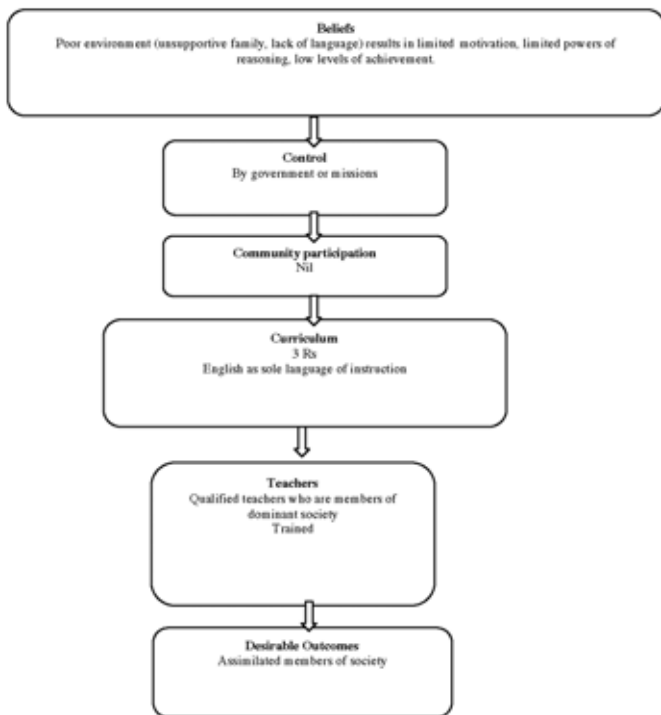 Beliefs
Poor environment (unsupportive family, lack of language) results in limited motivation, limited powers of
reasoning, low levels of achievement.
Control
By government or missions
Community participation
Nil
Curriculum
3 Rs
English as sole language of instruction
Teachers
Qualified teachers who are members of
dominant society
Trained
Desirable Outcomes
Assimilated members of society